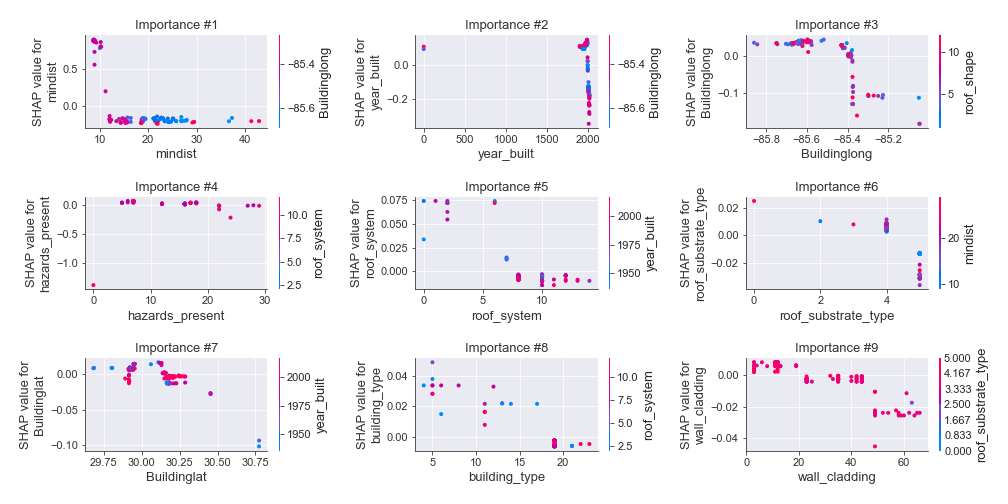 Importance #1
Importance #2
Importance #3
SHAP value for
mindist
0.5
0.0
10
20
30
40
mindist
−85.4
−85.6
Buildinglong
SHAP value for
year_built
0.0
−0.2
0
500
1000
1500
2000
year_built
−85.4
−85.6
Buildinglong
SHAP value for
Buildinglong
0.0
−0.1
−85.8
−85.6
−85.4
−85.2
Buildinglong
10
5
roof_shape
Importance #4
Importance #5
Importance #6
SHAP value for
hazards_present
0.0
−0.5
−1.0
0
10
20
30
hazards_present
10.0
7.5
5.0
2.5
roof_system
SHAP value for
roof_system
0.075
0.050
0.025
0.000
0
5
10
roof_system
2000
1975
1950
year_built
SHAP value for
roof_substrate_type
0.02
0.00
−0.02
0
2
4
roof_substrate_type
20
10
mindist
Importance #7
Importance #8
Importance #9
SHAP value for
Buildinglat
0.00
−0.05
−0.10
29.75
30.00
30.25
30.50
30.75
Buildinglat
2000
1975
1950
year_built
SHAP value for
building_type
0.04
0.02
0.00
5
10
15
20
building_type
10.0
7.5
5.0
2.5
roof_system
SHAP value for
wall_cladding
0.00
−0.02
−0.04
0
20
40
60
wall_cladding
5.000
4.167
3.333
2.500
1.667
0.833
0.000
roof_substrate_type